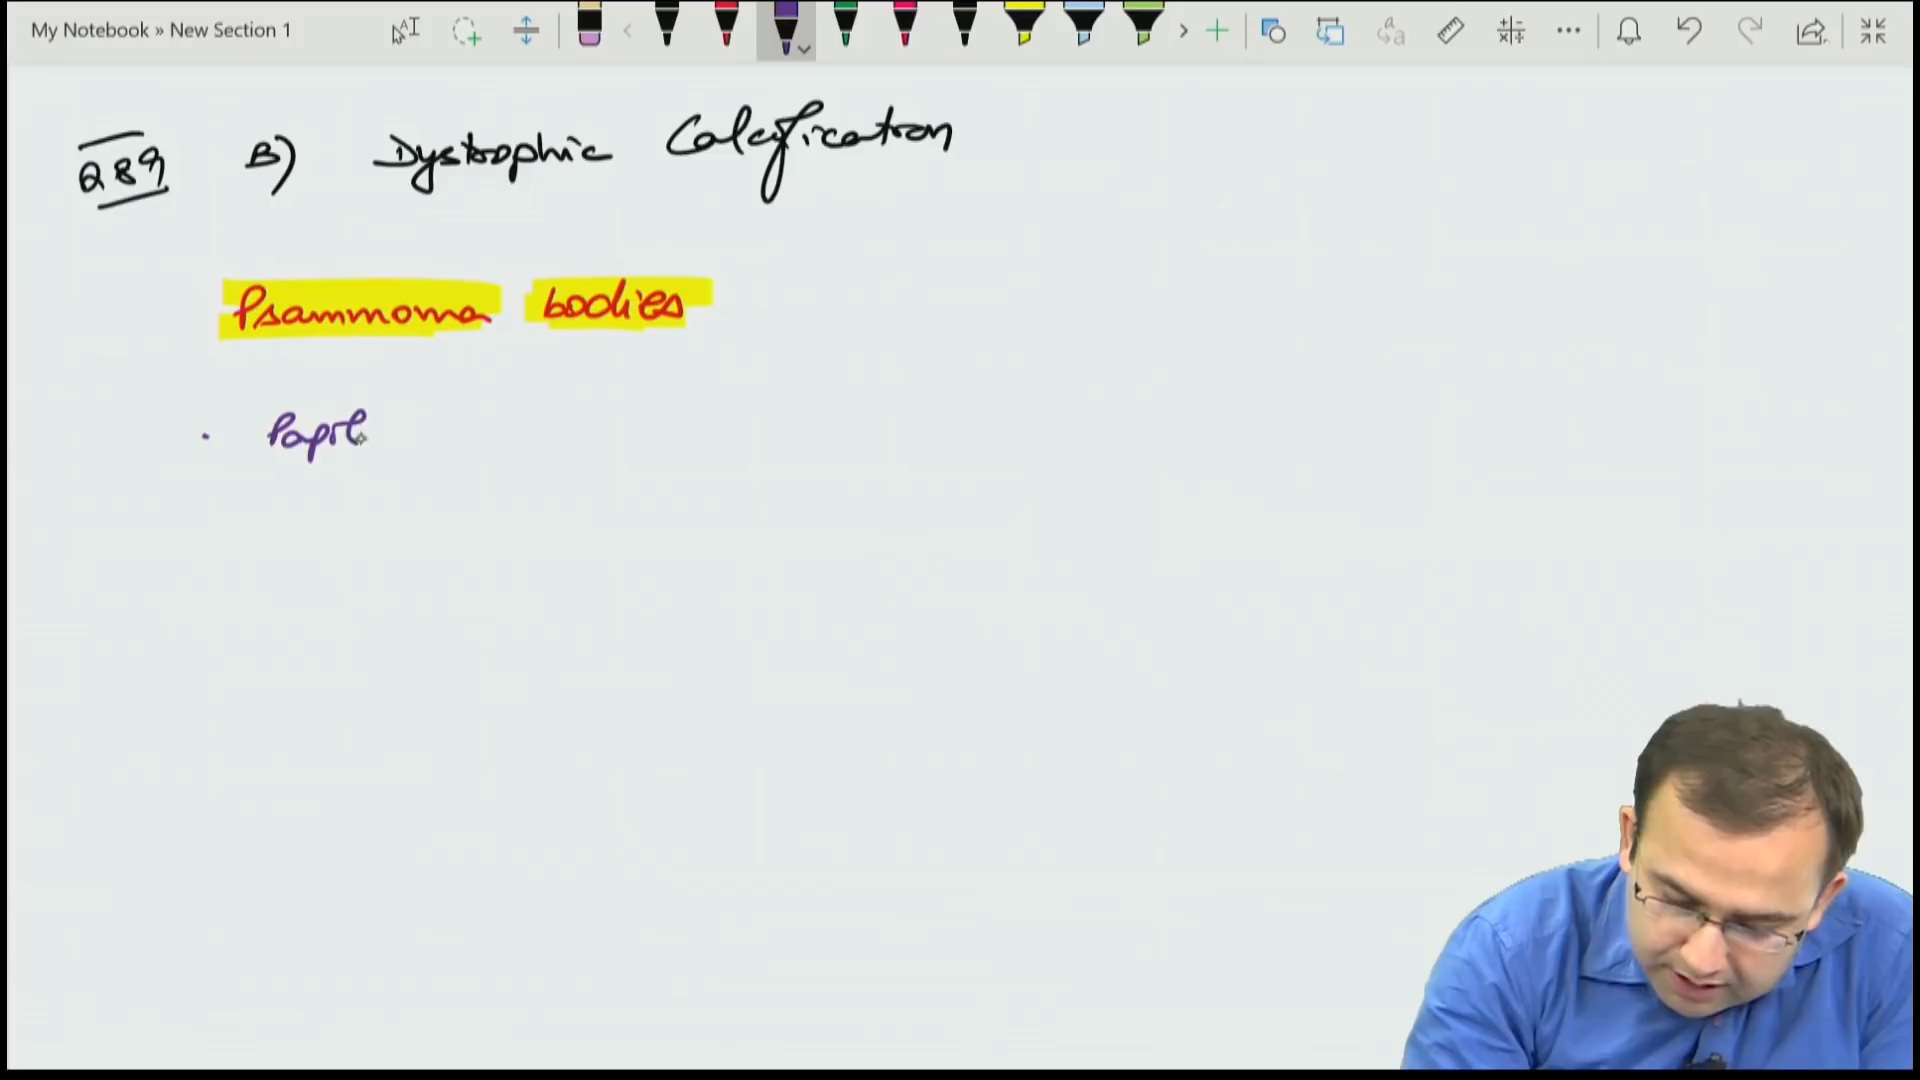 My Notebook » New Section 1
Q89 B) Dystrophic Calcification
Psammoma bodies
. Papil